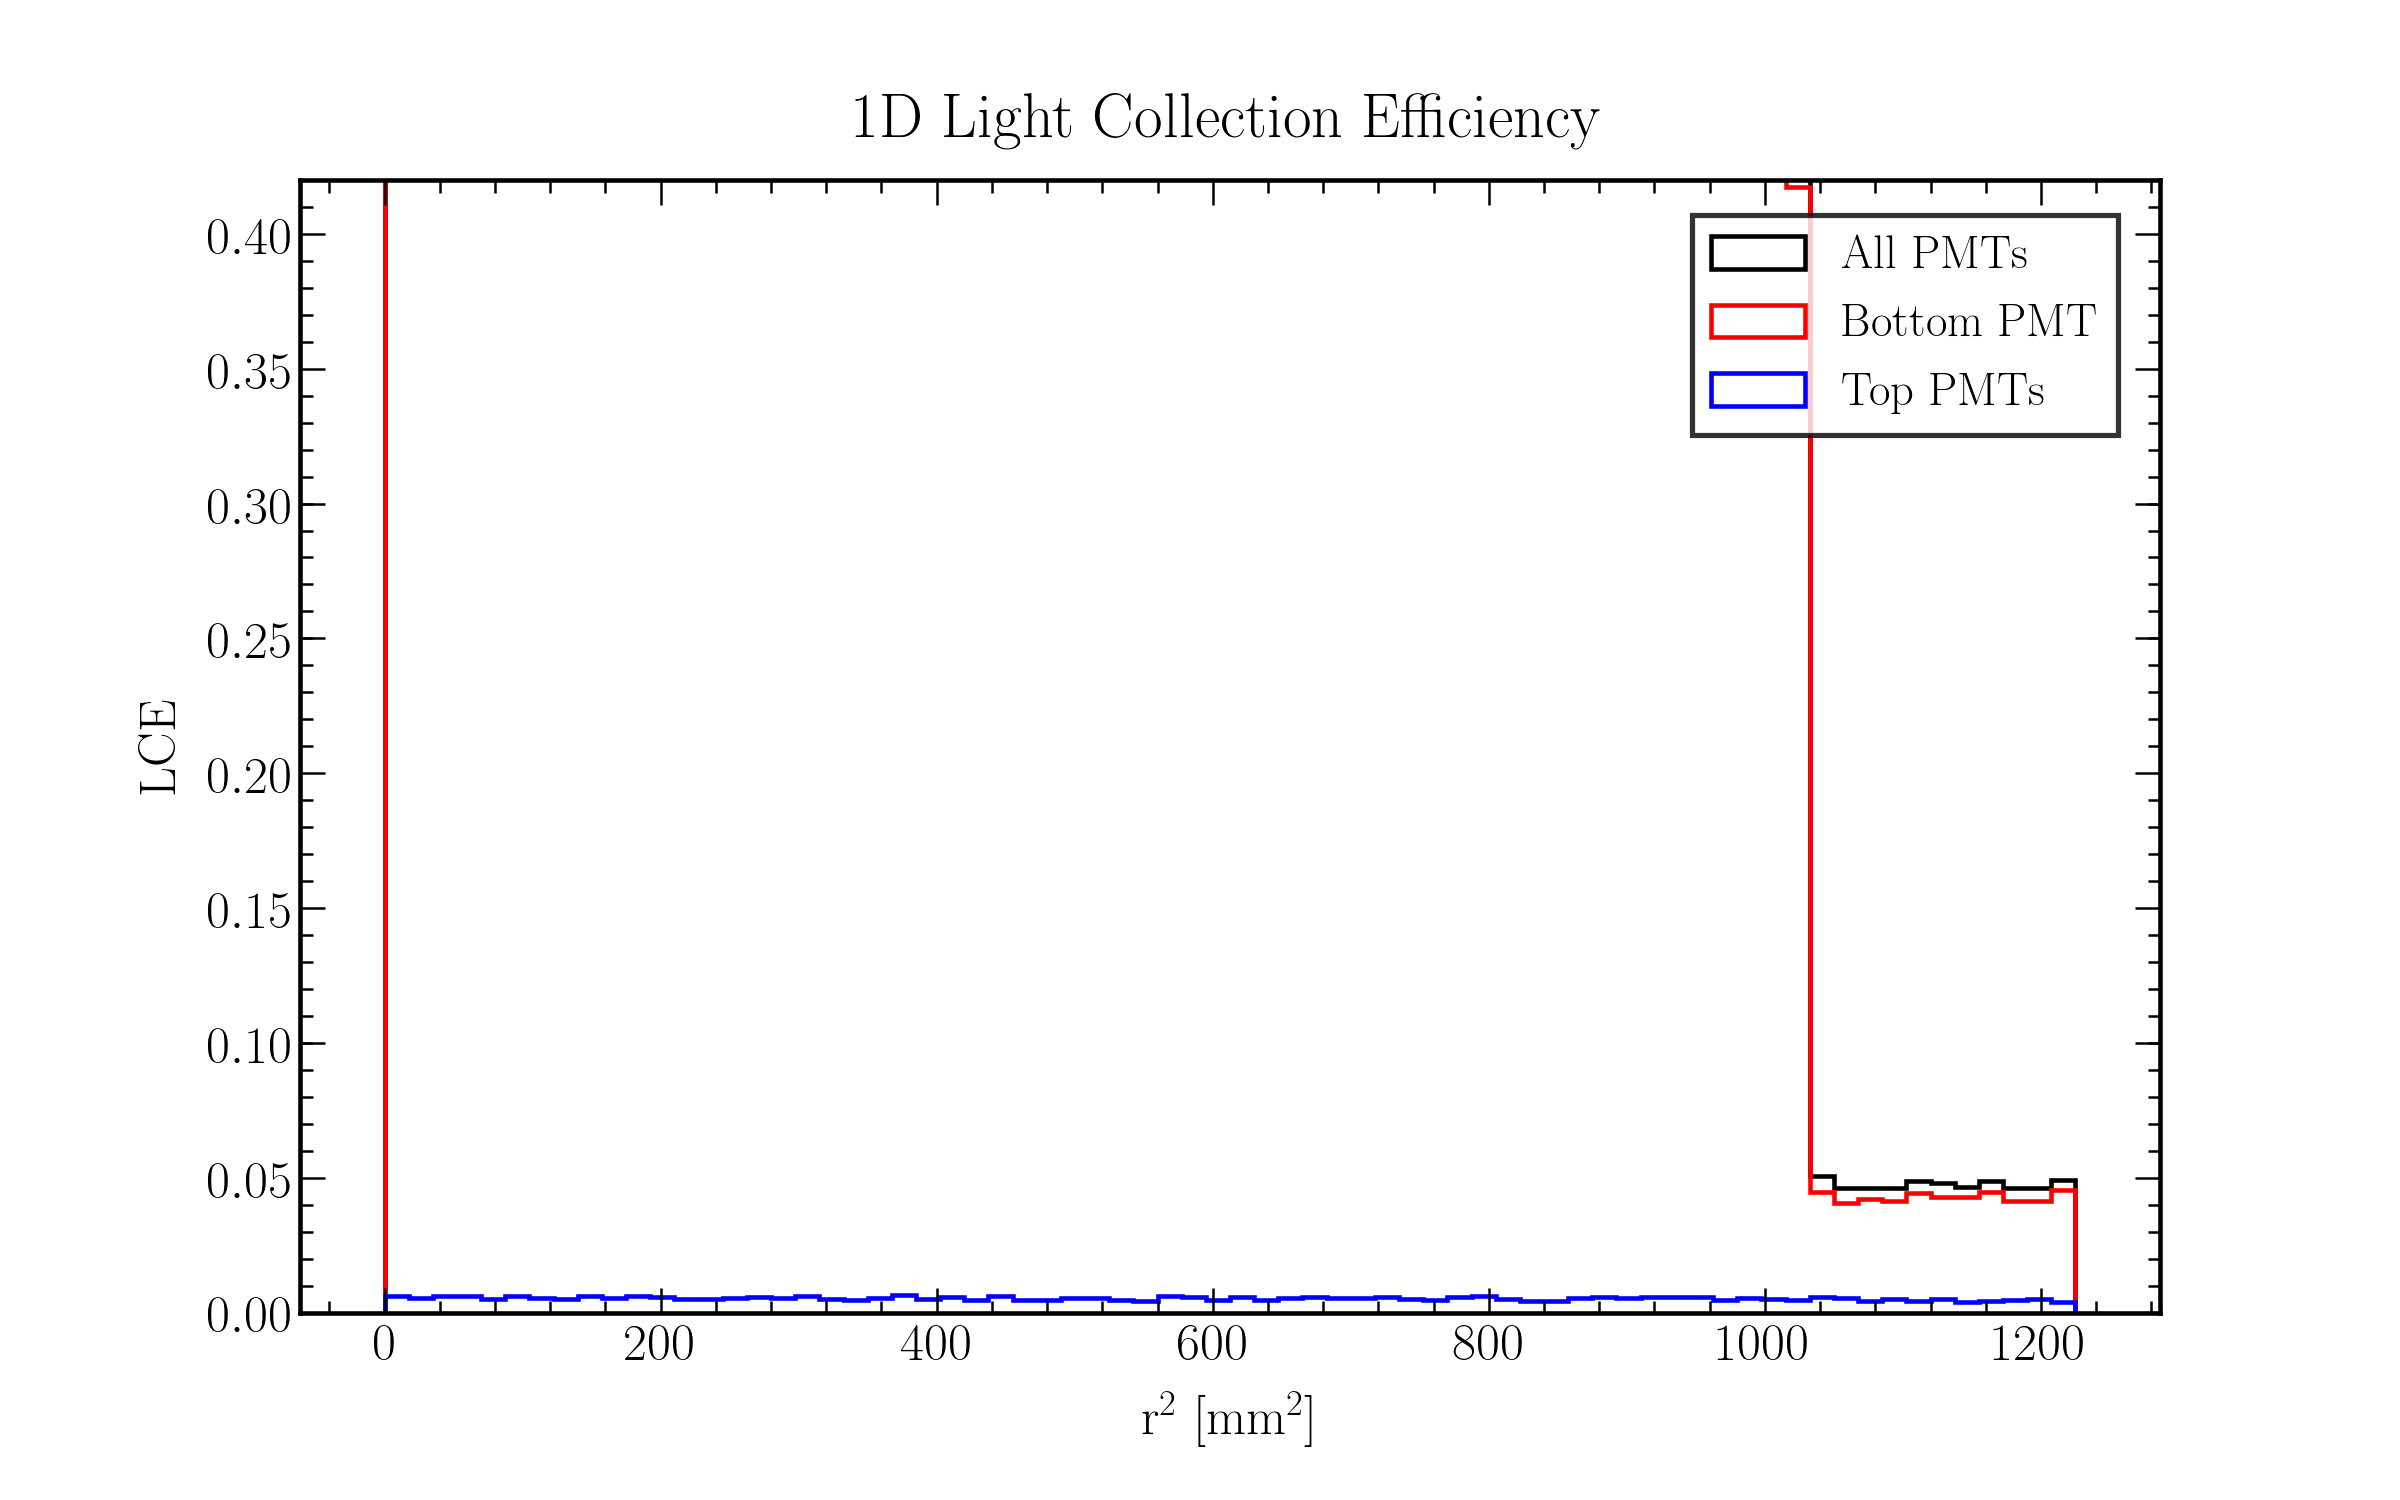 1D Light Collection Efficiency
All PMTs
Bottom PMT
Top PMTs
LCE
0.40
0.35
0.30
0.25
0.20
0.15
0.10
0.05
0.00
0 200 400 600 800 1000 1200
r² [mm²]